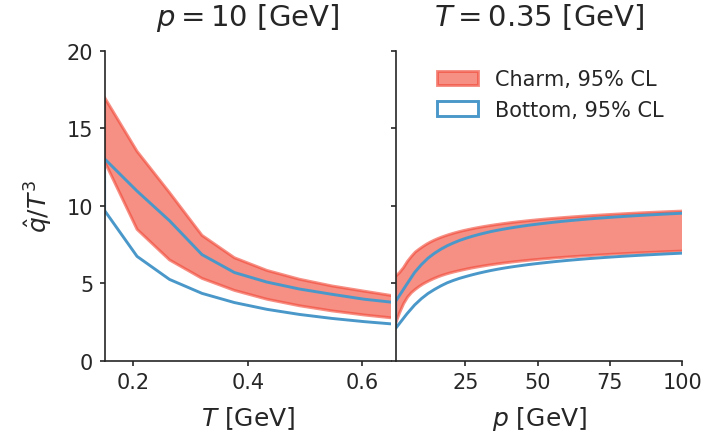 p = 10 [GeV]
T = 0.35 [GeV]
20
15
10
5
0
q̂/T³
Charm, 95% CL
Bottom, 95% CL
0.2 0.4 0.6
25 50 75 100
T [GeV]
p [GeV]